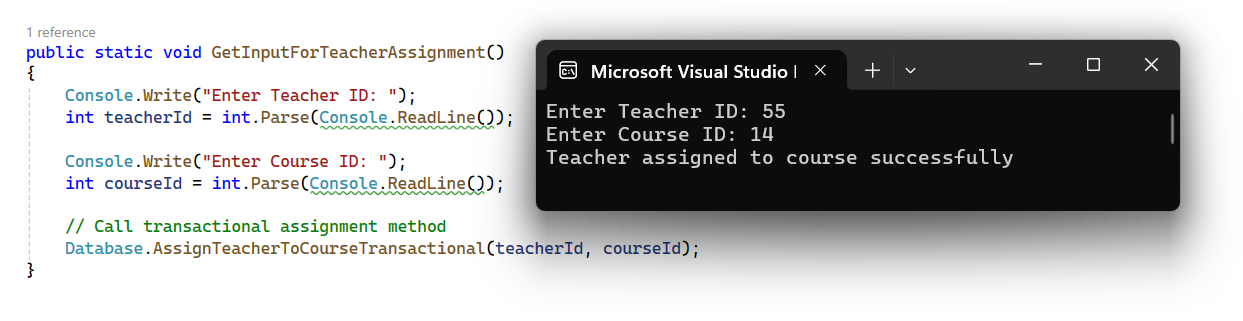 1 reference
public static void GetInputForTeacherAssignment()
{
    Console.Write("Enter Teacher ID: ");
    int teacherId = int.Parse(Console.ReadLine());

    Console.Write("Enter Course ID: ");
    int courseId = int.Parse(Console.ReadLine());

    // Call transactional assignment method
    Database.AssignTeacherToCourseTransactional(teacherId, courseId);
}
Microsoft Visual Studio
Enter Teacher ID: 55
Enter Course ID: 14
Teacher assigned to course successfully